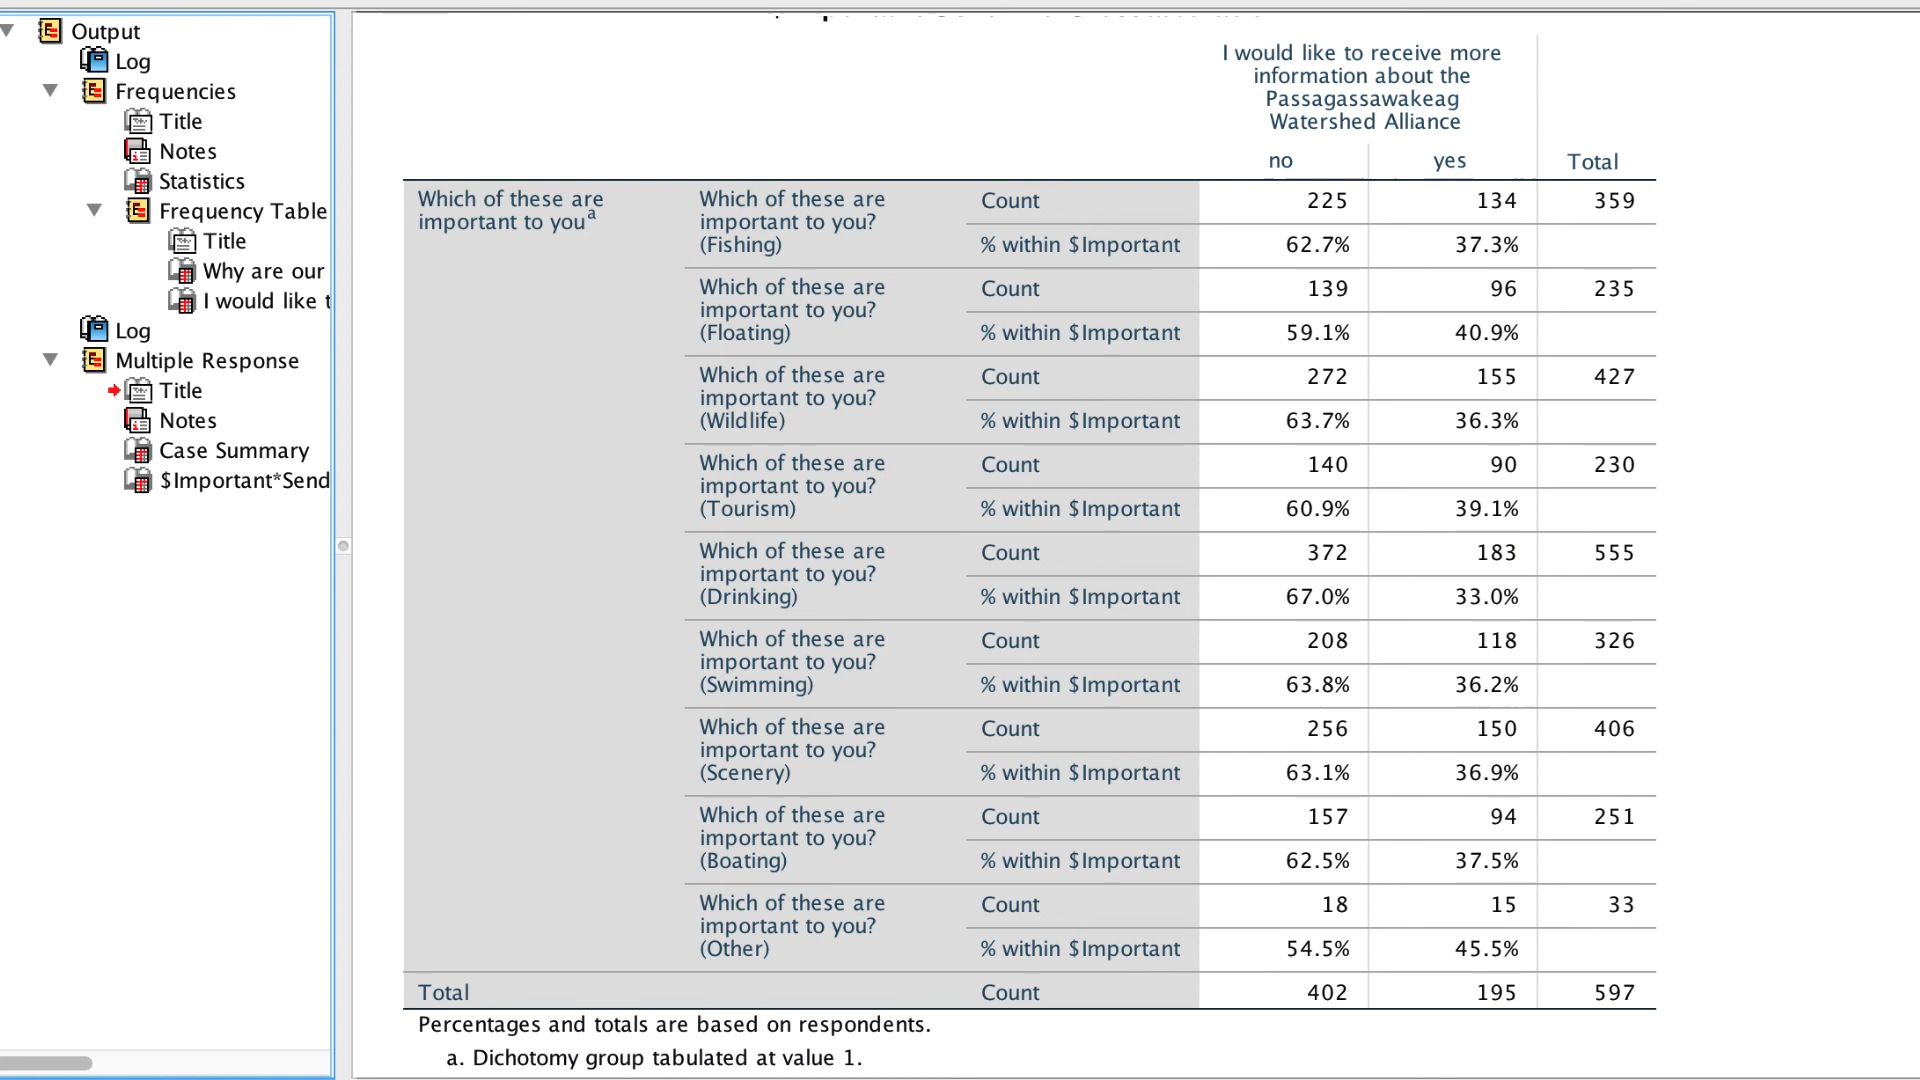 Output
Log
Frequencies
Title
Notes
Statistics
Frequency Table
Title
Why are our
I would like t
Log
Multiple Response
Title
Notes
Case Summary
$Important*Send
I would like to receive more
information about the
Passagassawakeag
Watershed Alliance
no yes Total
Which of these are
important to you a
Which of these are
important to you?
(Fishing)
Count 225 134 359
% within $Important 62.7% 37.3%
Which of these are
important to you?
(Floating)
Count 139 96 235
% within $Important 59.1% 40.9%
Which of these are
important to you?
(Wildlife)
Count 272 155 427
% within $Important 63.7% 36.3%
Which of these are
important to you?
(Tourism)
Count 140 90 230
% within $Important 60.9% 39.1%
Which of these are
important to you?
(Drinking)
Count 372 183 555
% within $Important 67.0% 33.0%
Which of these are
important to you?
(Swimming)
Count 208 118 326
% within $Important 63.8% 36.2%
Which of these are
important to you?
(Scenery)
Count 256 150 406
% within $Important 63.1% 36.9%
Which of these are
important to you?
(Boating)
Count 157 94 251
% within $Important 62.5% 37.5%
Which of these are
important to you?
(Other)
Count 18 15 33
% within $Important 54.5% 45.5%
Total Count 402 195 597
Percentages and totals are based on respondents.
a. Dichotomy group tabulated at value 1.